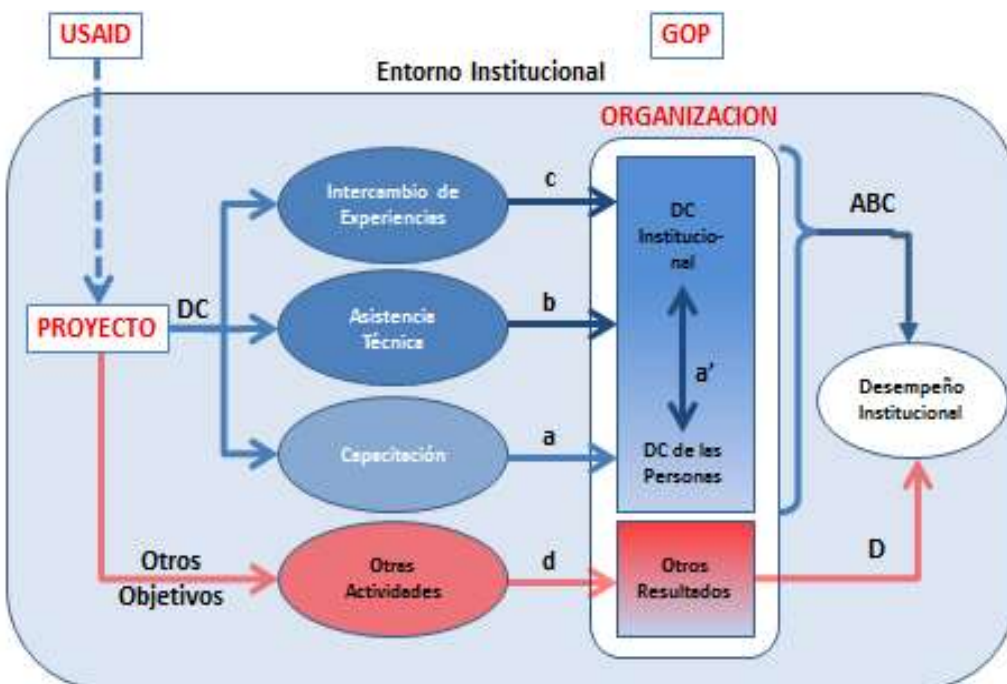 USAID
GOP
Entorno Institucional
ORGANIZACION
Intercambio de
Experiencias
c
DC
Institucio-
nal
ABC
PROYECTO
DC
Asistencia
Técnica
b
a'
Desempeño
Institucional
Capacitación
a
DC de las
Personas
Otros
Objetivos
Otras
Actividades
d
Otros
Resultados
D